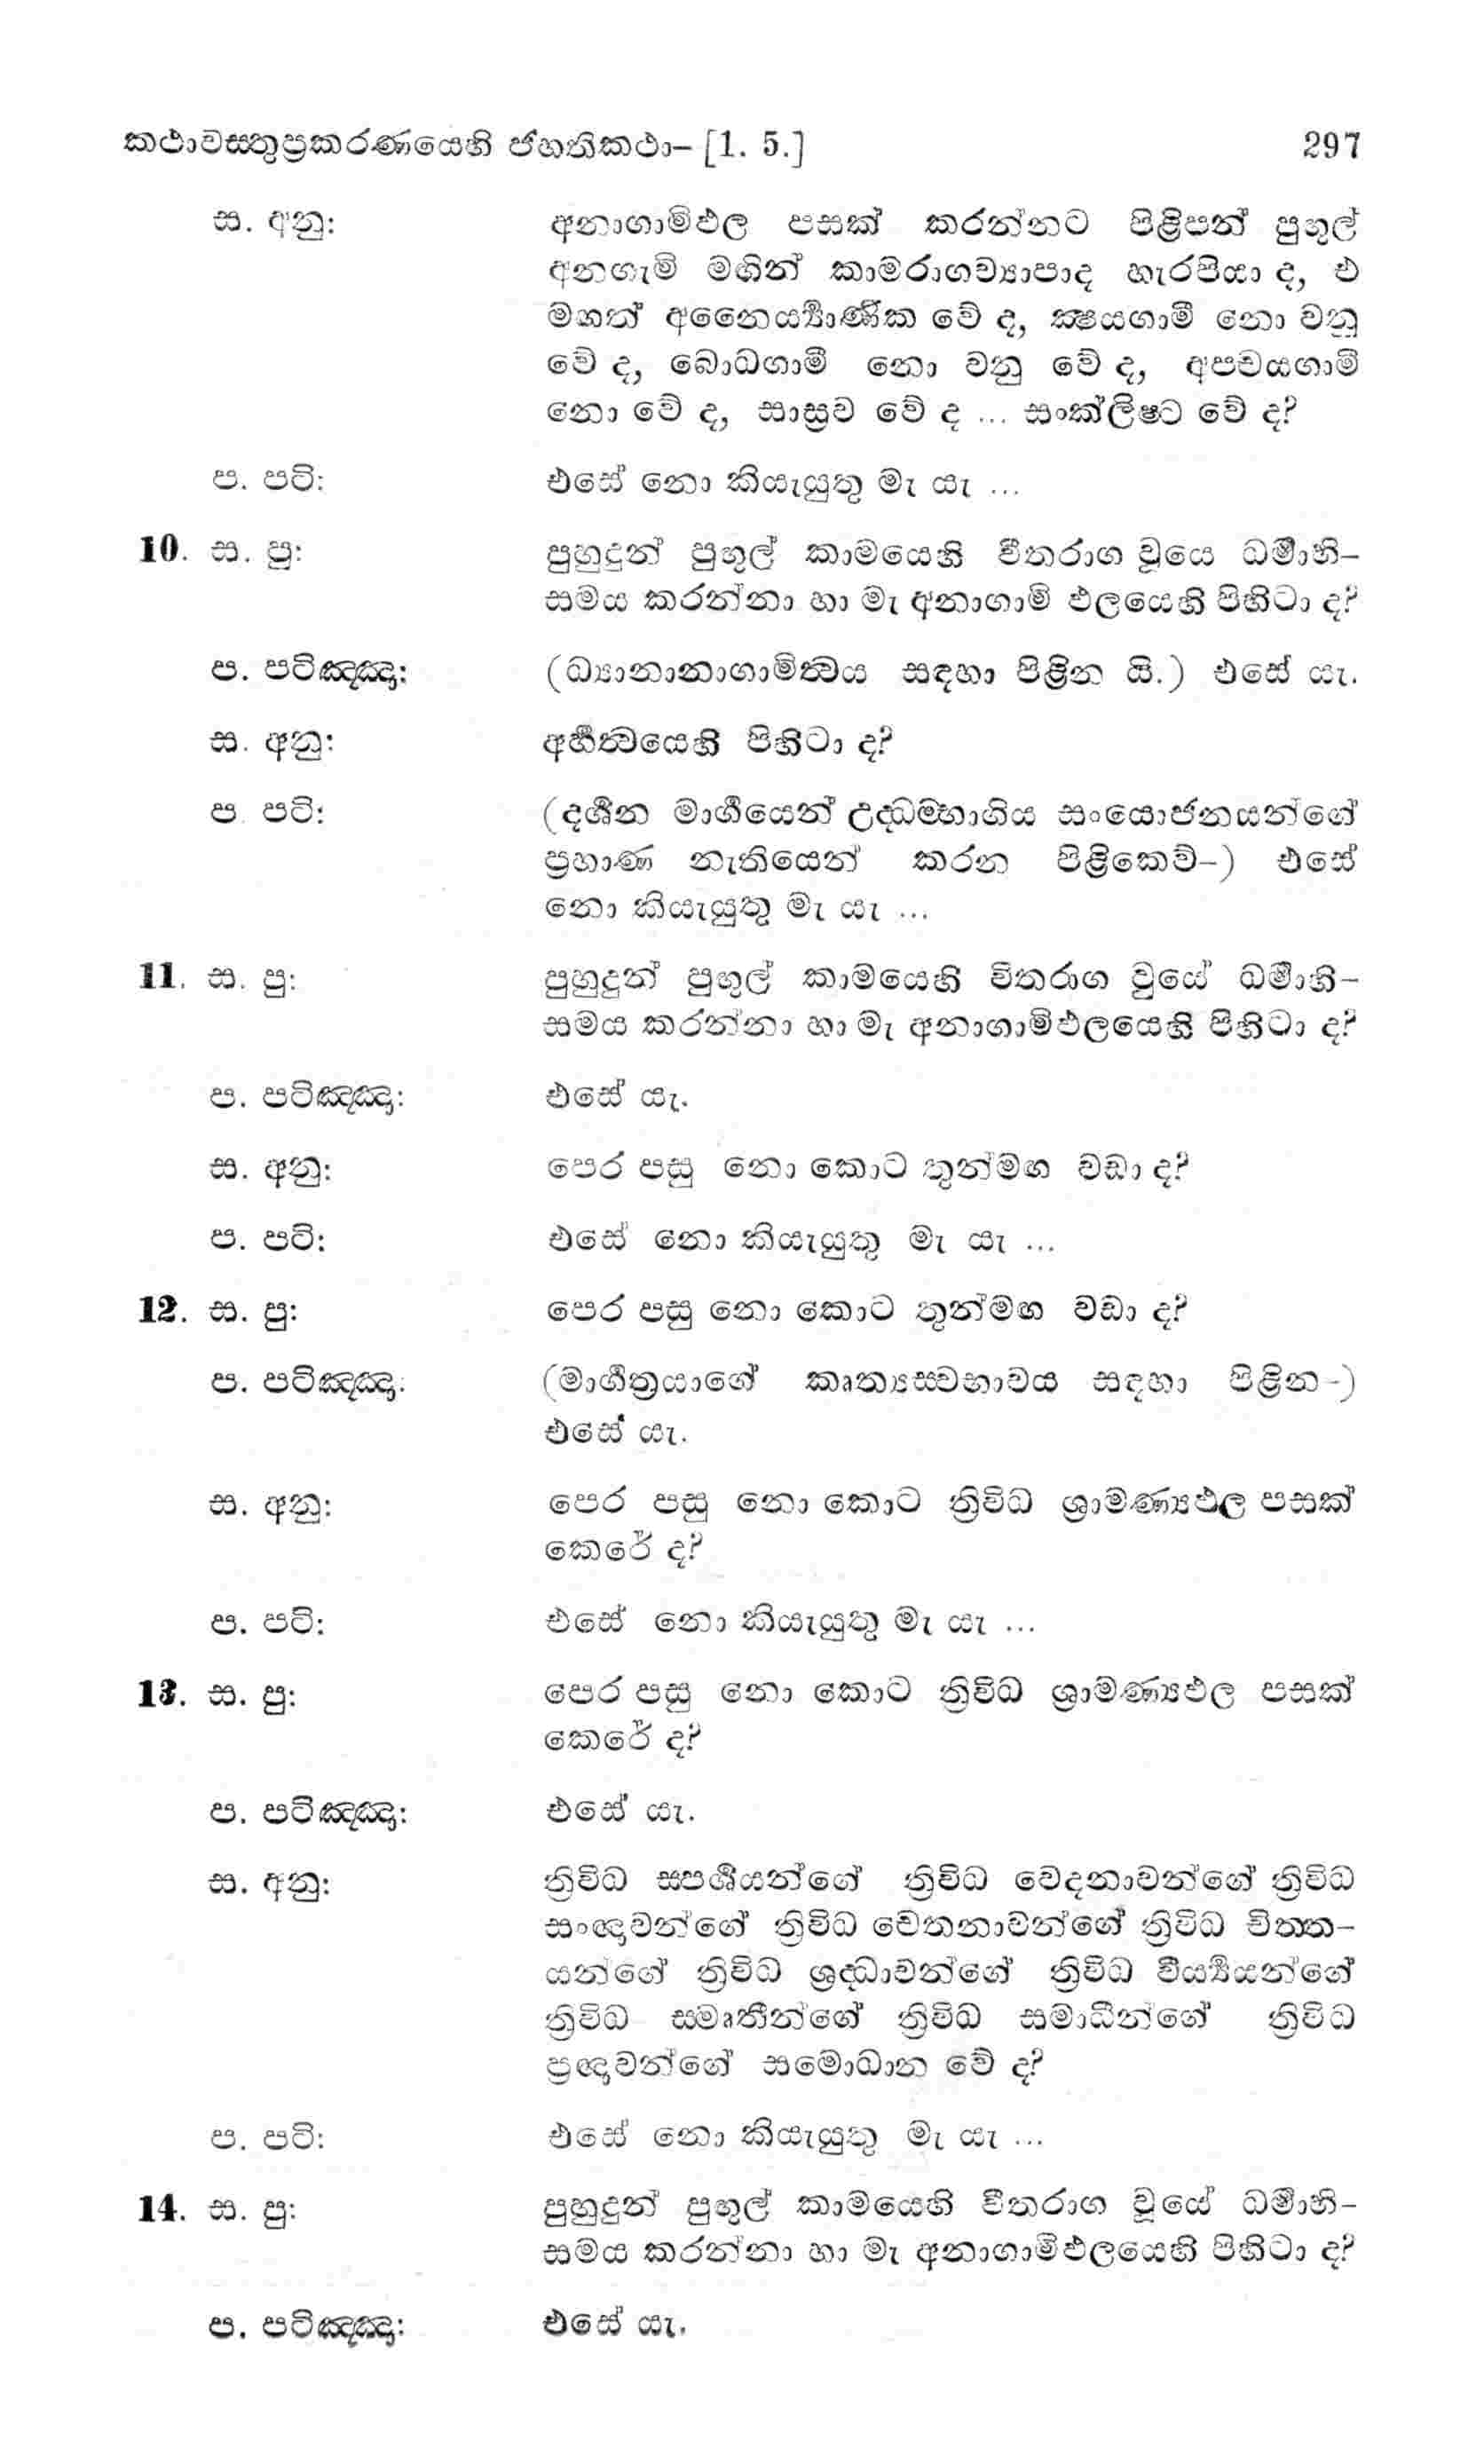 කථාවස්තුප්‍රකරණයෙහි ජහතිකථා– [1. 5.] 297
ස. අනු: අනාගාමිඵල පසක් කරන්නට පිළිපන් පුගුල්
අනගැමි මගින් කාමරාගව්‍යාපාද හැරපියා ද, එ
මගත් අනෛර්‍ය්‍යාණික වේ ද, ක්‍ෂයගාමී නො වනු
වේ ද, බොධගාමී නො වනු වේ ද, අපචයගාමී
නො වේ ද, සාස්‍රව වේ ද ... සංක්ලිෂ්ට වේ ද?
ප. පටි: එසේ නො කියැයුතු මැ යැ ...
10. ස. පු: පුහුදුන් පුගුල් කාමයෙහි වීතරාග වූයෙ ධර්‍මාභි–
සමය කරන්නා හා මැ අනාගාමි ඵලයෙහි පිහිටා ද?
ප. පටිඤ්ඤා: (ධ්‍යානානාගාමිත්‍වය සඳහා පිළින යි.) එසේ යැ.
ස. අනු: අර්‍හත්‍වයෙහි පිහිටා ද?
ප. පටි: (දර්‍ශන මාර්‍ගයෙන් උද්ධම්භාගිය සංයොජනයන්ගේ
ප්‍රහාණ නැතියෙන් කරන පිළිකෙව්–) එසේ
නො කියැයුතු මැ යැ ...
11. ස. පු: පුහුදුන් පුගුල් කාමයෙහි විතරාග වුයේ ධර්‍මාභි–
සමය කරන්නා හා මැ අනාගාමිඵලයෙහි පිහිටා ද?
ප. පටිඤ්ඤා: එසේ යැ.
ස. අනු: පෙර පසු නො කොට තුන්මඟ වඩා ද?
ප. පටි: එසේ නො කියැයුතු මැ යැ ...
12. ස. පු: පෙර පසු නො කොට තුන්මඟ වඩා ද?
ප. පටිඤ්ඤා: (මාර්‍ගත්‍රයාගේ කෘත්‍යස්වභාවය සඳහා පිළින–)
එසේ යැ.
ස. අනු: පෙර පසු නො කොට ත්‍රිවිධ ශ්‍රාමණ්‍යඵල පසක්
කෙරේ ද?
ප. පටි: එසේ නො කියැයුතු මැ යැ ...
13. ස. පු: පෙර පසු නො කොට ත්‍රිවිධ ශ්‍රාමණ්‍යඵල පසක්
කෙරේ ද?
ප. පටිඤ්ඤා: එසේ යැ.
ස. අනු: ත්‍රිවිධ ස්පර්‍ශයන්ගේ ත්‍රිවිධ වෙදනාවන්ගේ ත්‍රිවිධ
සංඥාවන්ගේ ත්‍රිවිධ චෙතනාවන්ගේ ත්‍රිවිධ චිත්ත–
යන්ගේ ත්‍රිවිධ ශ්‍රද්ධාවන්ගේ ත්‍රිවිධ වීර්‍ය්‍යයන්ගේ
ත්‍රිවිධ ස්මෘතීන්ගේ ත්‍රිවිධ සමාධීන්ගේ ත්‍රිවිධ
ප්‍රඥාවන්ගේ සමොධාන වේ ද?
ප. පටි: එසේ නො කියැයුතු මැ යැ ...
14. ස. පු: පුහුදුන් පුගුල් කාමයෙහි වීතරාග වූයේ ධර්‍මාභි–
සමය කරන්නා හා මැ අනාගාමිඵලයෙහි පිහිටා ද?
ප. පටිඤ්ඤා: එසේ යැ.